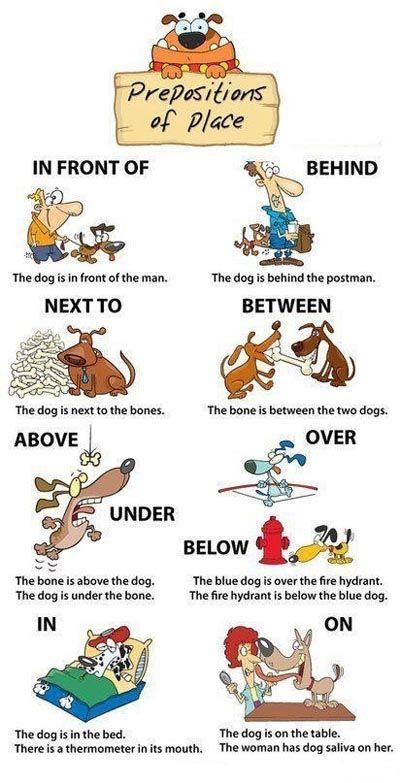 Prepositions
of Place
IN FRONT OF
BEHIND
The dog is in front of the man.
The dog is behind the postman.
NEXT TO
BETWEEN
The dog is next to the bones.
The bone is between the two dogs.
ABOVE
OVER
UNDER
BELOW
The bone is above the dog.
The dog is under the bone.
The blue dog is over the fire hydrant.
The fire hydrant is below the blue dog.
IN
ON
The dog is in the bed.
There is a thermometer in its mouth.
The dog is on the table.
The woman has dog saliva on her.